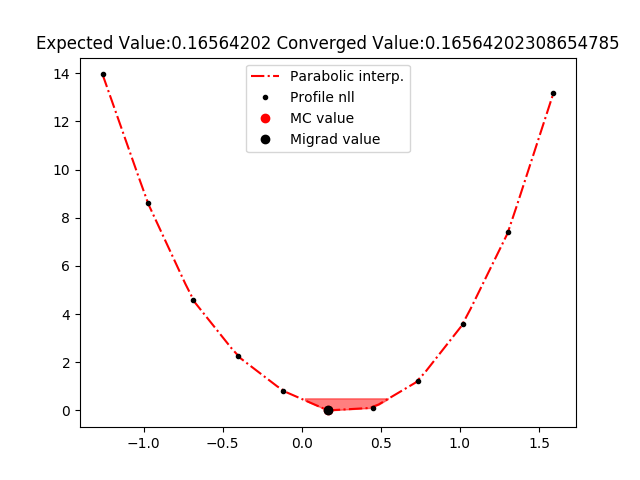 Expected Value:0.16564202 Converged Value:0.16564202308654785
Parabolic interp.
Profile nll
MC value
Migrad value
14
12
10
8
6
4
2
0
−1.0 −0.5 0.0 0.5 1.0 1.5